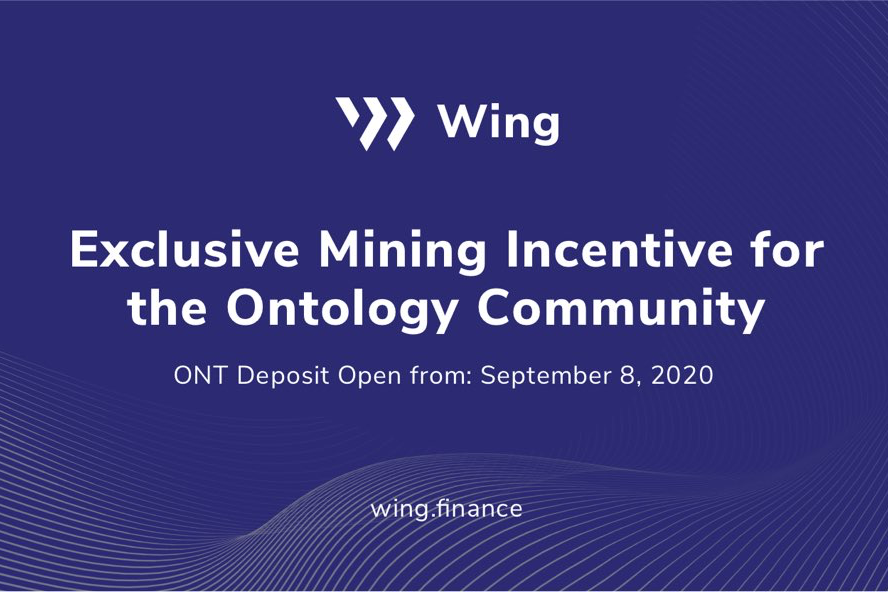 Wing
Exclusive Mining Incentive for
the Ontology Community
ONT Deposit Open from: September 8, 2020
wing.finance